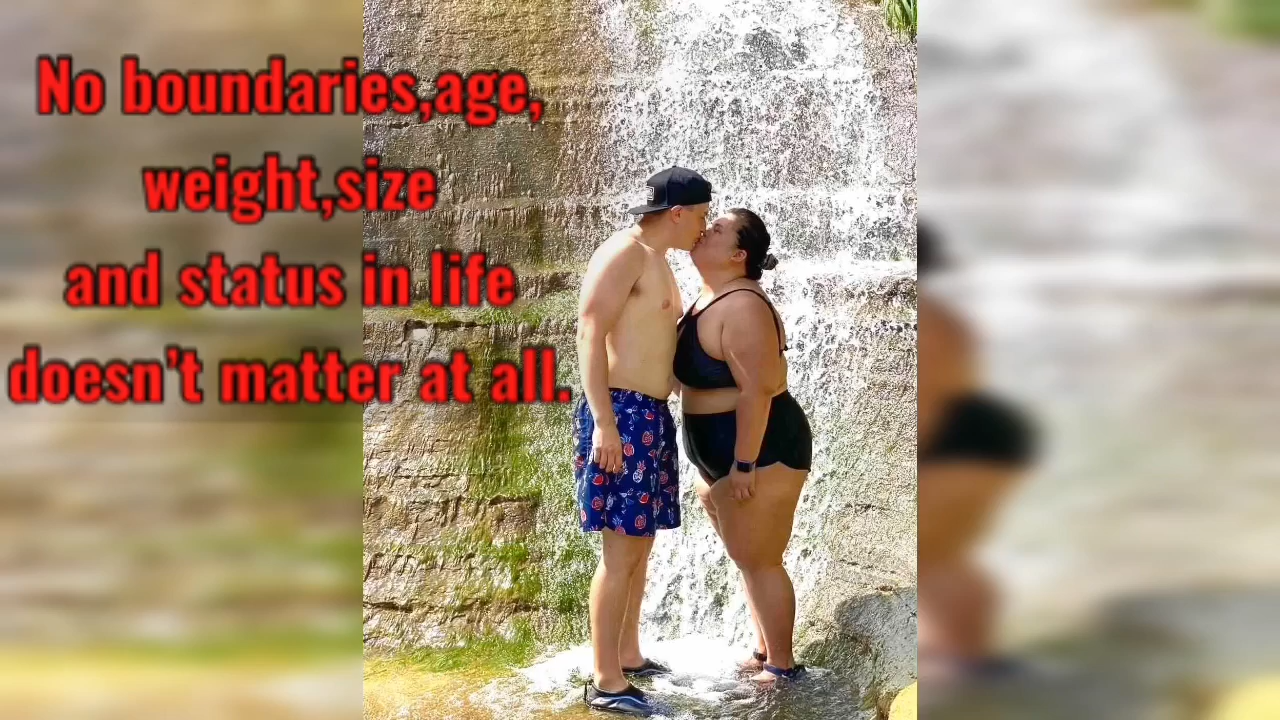 No boundaries,age,
weight,size
and status in life
doesn't matter at all.